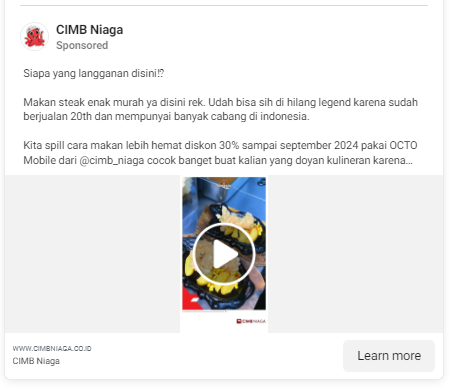 CIMB Niaga
Sponsored
Siapa yang langganan disini!?
Makan steak enak murah ya disini rek. Udah bisa sih di hilang legend karena sudah
berjualan 20th dan mempunyai banyak cabang di indonesia.
Kita spill cara makan lebih hemat diskon 30% sampai september 2024 pakai OCTO
Mobile dari @cimb_niaga cocok banget buat kalian yang doyan kulineran karena...
CIMB NIAGA
WWW.CIMBNIAGA.CO.ID
CIMB Niaga
Learn more